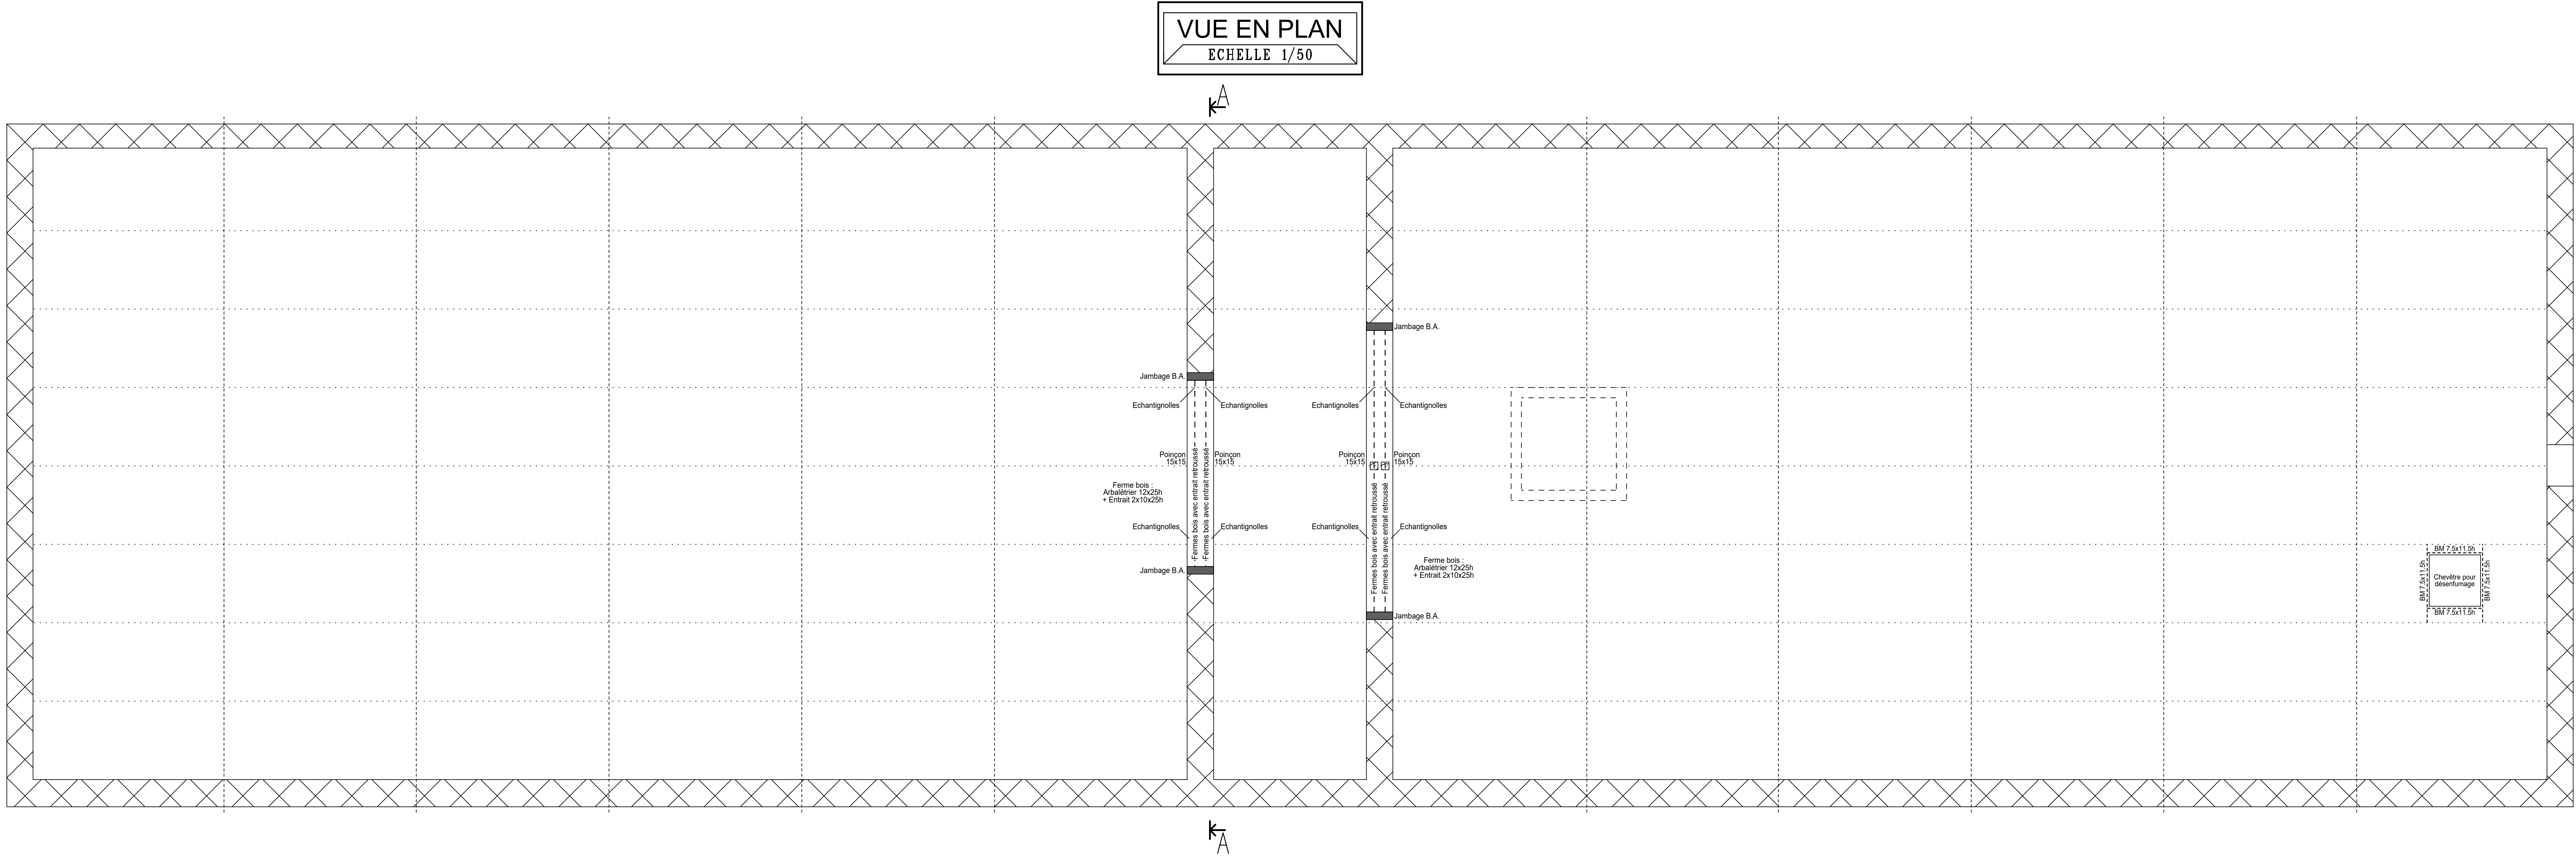 VUE EN PLAN
ECHELLE 1/50
A
Jambage B.A.
Jambage B.A.
Echantignolles
Echantignolles
Echantignolles
Echantignolles
Poinçon
15x15
Poinçon
15x15
Poinçon
15x15
Poinçon
15x15
Fermes bois avec entrait retroussé
Fermes bois avec entrait retroussé
Fermes bois avec entrait retroussé
Fermes bois avec entrait retroussé
Ferme bois :
Arbalétrier 12x25h
+ Entrait 2x10x25h
Echantignolles
Echantignolles
Echantignolles
Echantignolles
Ferme bois :
Arbalétrier 12x25h
+ Entrait 2x10x25h
Jambage B.A.
Jambage B.A.
BM 7.5x11.5h
BM 7.5x11.5h
Chevêtre pour
désenfumage
BM 7.5x11.5h
BM 7.5x11.5h
A